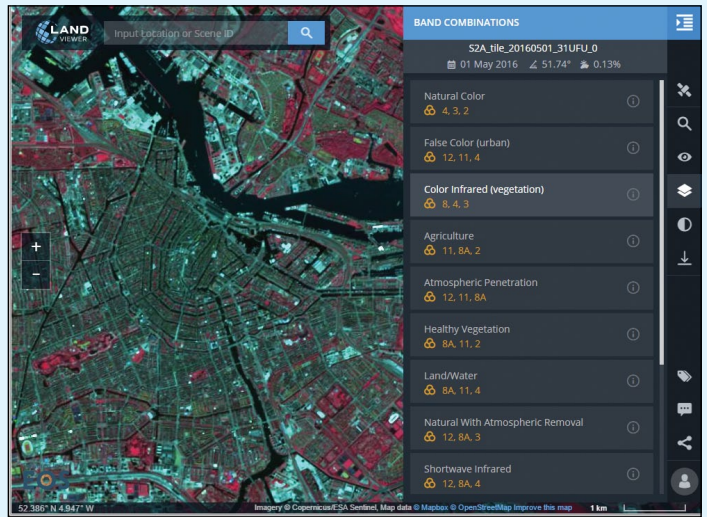 LAND
VIEWER
Input Location or Scene ID
BAND COMBINATIONS
S2A_tile_20160501_31UFU_0
01 May 2016 51.74° 0.13%
Natural Color
4, 3, 2
False Color (urban)
12, 11, 4
Color Infrared (vegetation)
8, 4, 3
Agriculture
11, 8A, 2
Atmospheric Penetration
12, 11, 8A
Healthy Vegetation
8A, 11, 2
Land/Water
8A, 11, 4
Natural With Atmospheric Removal
12, 8A, 3
Shortwave Infrared
12, 8A, 4
+
-
52.386° N 4.947° W
Imagery © Copernicus/ESA Sentinel, Map data © Mapbox © OpenStreetMap Improve this map 1 km